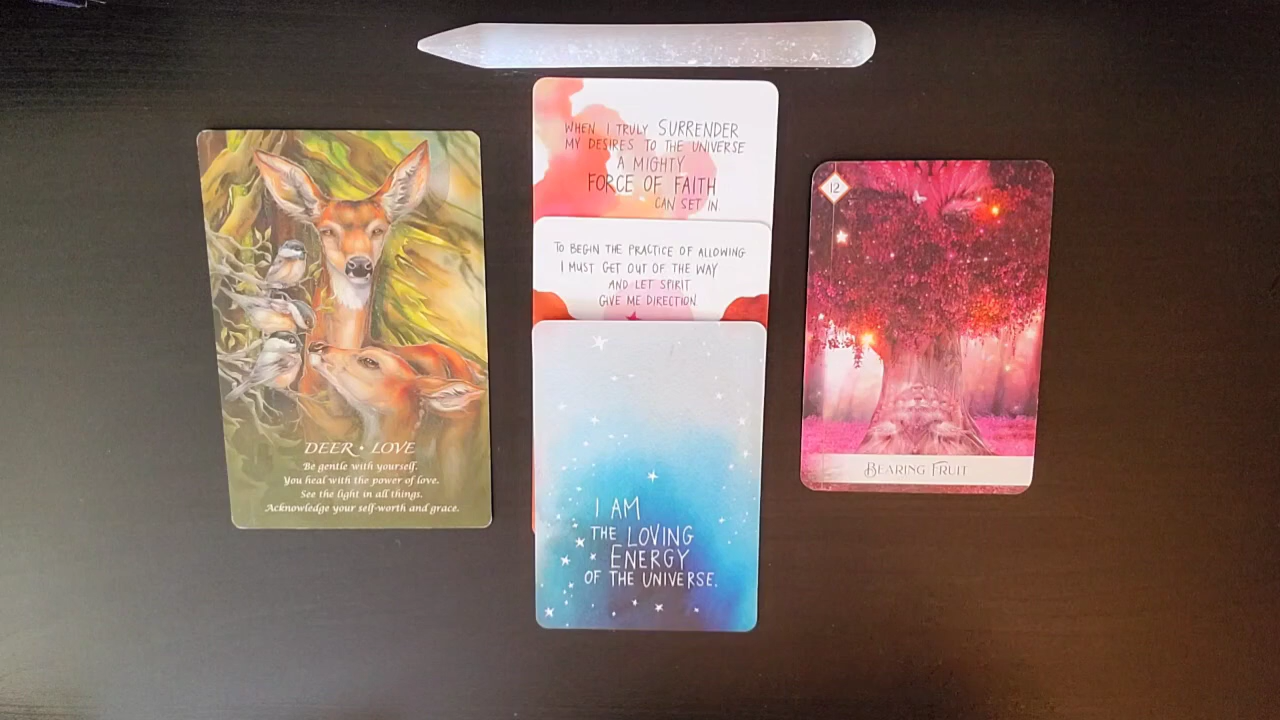 DEER • LOVE
Be gentle with yourself.
You heal with the power of love.
See the light in all things.
Acknowledge your self-worth and grace.
WHEN I TRULY SURRENDER
MY DESIRES TO THE UNIVERSE
A MIGHTY
FORCE OF FAITH
CAN SET IN.
TO BEGIN THE PRACTICE OF ALLOWING
I MUST GET OUT OF THE WAY
AND LET SPIRIT
GIVE ME DIRECTION.
I AM
THE LOVING
ENERGY
OF THE UNIVERSE.
12
BEARING FRUIT